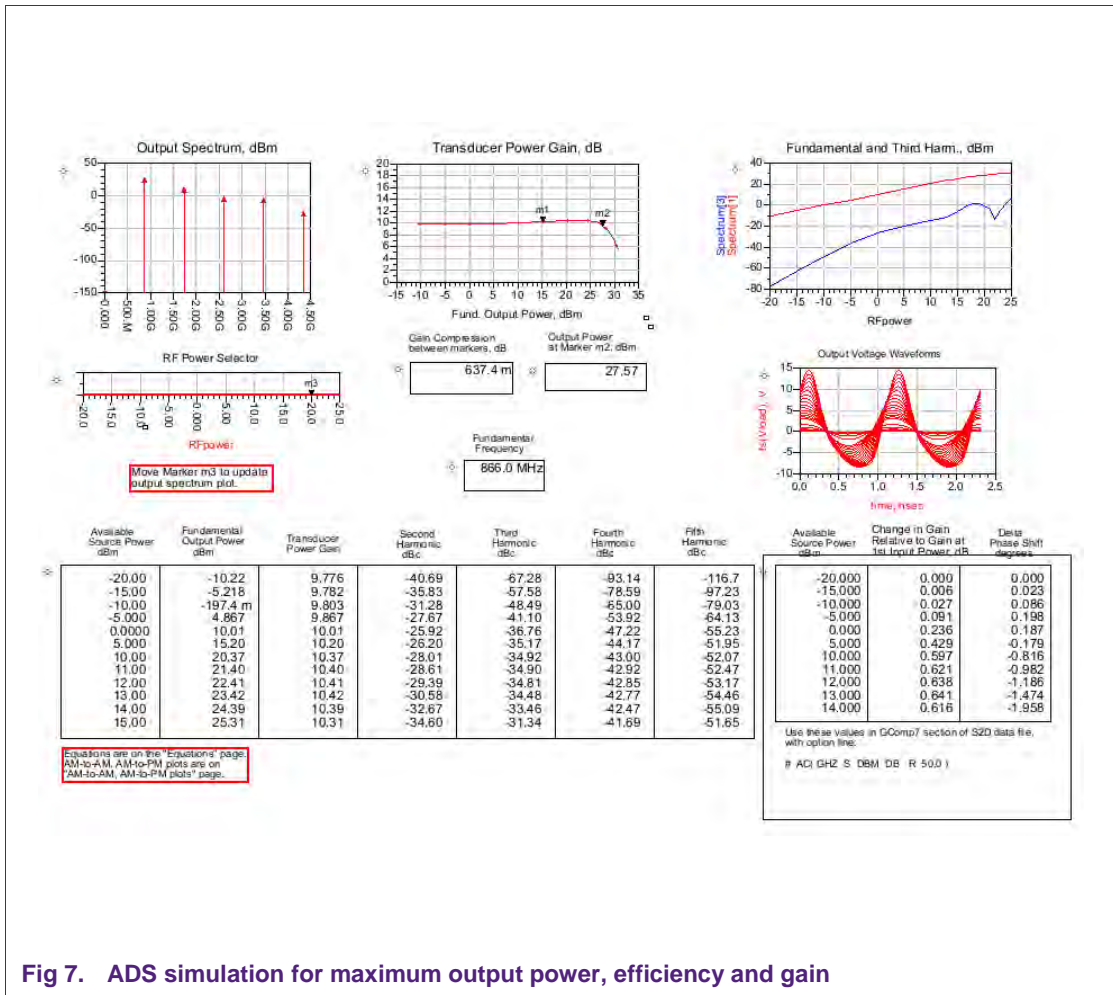 Output Spectrum, dBm
50
0
-50
-100
-150
0.000
500.M
1.00G
1.50G
2.00G
2.50G
3.00G
3.50G
4.00G
4.50G
Transducer Power Gain, dB
20
18
16
14
12
10
8
6
4
2
0
m1
m2
-15 -10 -5 0 5 10 15 20 25 30 35
Fund. Output Power, dBm
Fundamental and Third Harm., dBm
Spectrum[3]
Spectrum[1]
40
20
0
-20
-40
-60
-80
-20 -15 -10 -5 0 5 10 15 20 25
RFpower
RF Power Selector
m3
-20.0
-15.0
-10.0
-5.00
0.000
5.00
10.0
15.0
20.0
25.0
RFpower
Move Marker m3 to update
output spectrum plot.
Gain Compression
between markers, dB
637.4 m
Output Power
at Marker m2, dBm
27.57
Fundamental
Frequency
866.0 MHz
Output Voltage Waveforms
15
10
5
0
-5
-10
0.0 0.5 1.0 1.5 2.0 2.5
time, nsec
Available Source Power dBm | Fundamental Output Power dBm | Transducer Power Gain | Second Harmonic dBc | Third Harmonic dBc | Fourth Harmonic dBc | Fifth Harmonic dBc
-20.00 -10.22 9.776 -40.69 -67.28 -93.14 -116.7
-15.00 -5.218 9.782 -35.83 -57.58 -78.59 -97.23
-10.00 -197.4 m 9.803 -31.28 -48.49 -65.00 -79.03
-5.000 4.867 9.867 -27.67 -41.10 -53.92 -64.13
0.0000 10.01 10.01 -25.92 -36.76 -47.22 -55.23
5.000 15.20 10.20 -26.20 -35.17 -44.17 -51.95
10.00 20.37 10.37 -28.01 -34.92 -43.00 -52.07
11.00 21.40 10.40 -28.61 -34.90 -42.92 -52.47
12.00 22.41 10.41 -29.39 -34.81 -42.85 -53.17
13.00 23.42 10.42 -30.58 -34.48 -42.77 -54.46
14.00 24.39 10.39 -32.67 -33.46 -42.47 -55.09
15.00 25.31 10.31 -34.60 -31.34 -41.69 -51.65
Equations are on the "Equations" page.
AM-to-AM, AM-to-PM plots are on
"AM-to-AM, AM-to-PM plots" page.
Available Source Power dBm | Change in Gain Relative to Gain at 1st Input Power, dB | Delta Phase Shift degrees
-20.000 0.000 0.000
-15.000 0.006 0.023
-10.000 0.027 0.086
-5.000 0.091 0.198
0.000 0.236 0.187
5.000 0.429 -0.179
10.000 0.597 -0.816
11.000 0.621 -0.982
12.000 0.638 -1.186
13.000 0.641 -1.474
14.000 0.616 -1.958
Use these values in GComp7 section of S2D data file,
with option line:
# AC( GHZ S DBM DB R 50.0 )
Fig 7. ADS simulation for maximum output power, efficiency and gain